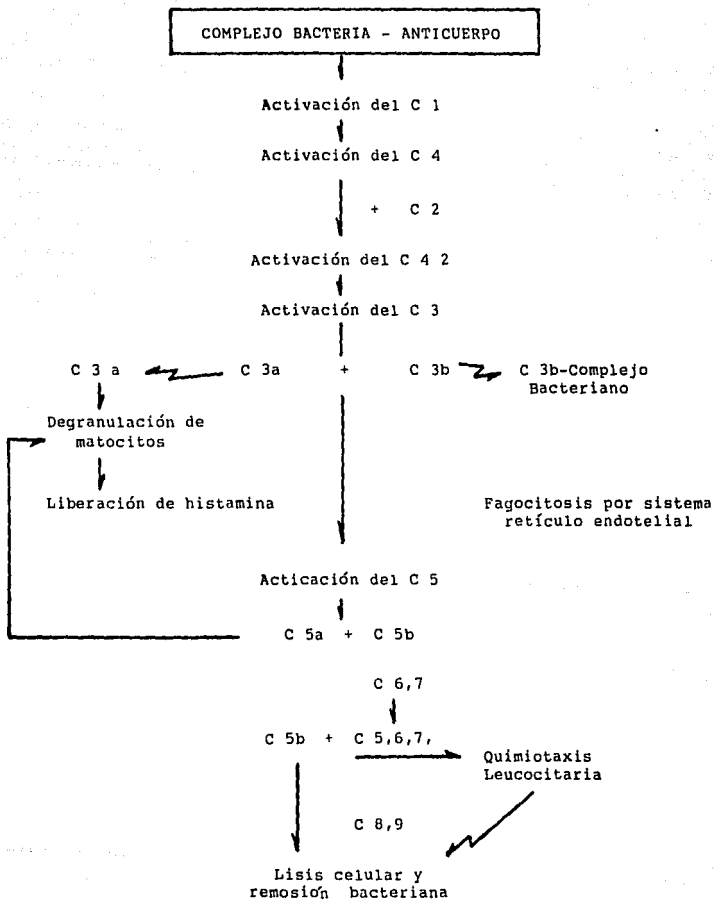 COMPLEJO BACTERIA - ANTICUERPO
Activación del C 1
Activación del C 4
+ C 2
Activación del C 4 2
Activación del C 3
C 3 a
C 3a + C 3b
C 3b-Complejo
Bacteriano
Degranulación de
matocitos
Liberación de histamina
Fagocitosis por sistema
retículo endotelial
Acticación del C 5
C 5a + C 5b
C 6,7
C 5b + C 5,6,7,
Quimiotaxis
Leucocitaria
C 8,9
Lisis celular y
remosión bacteriana